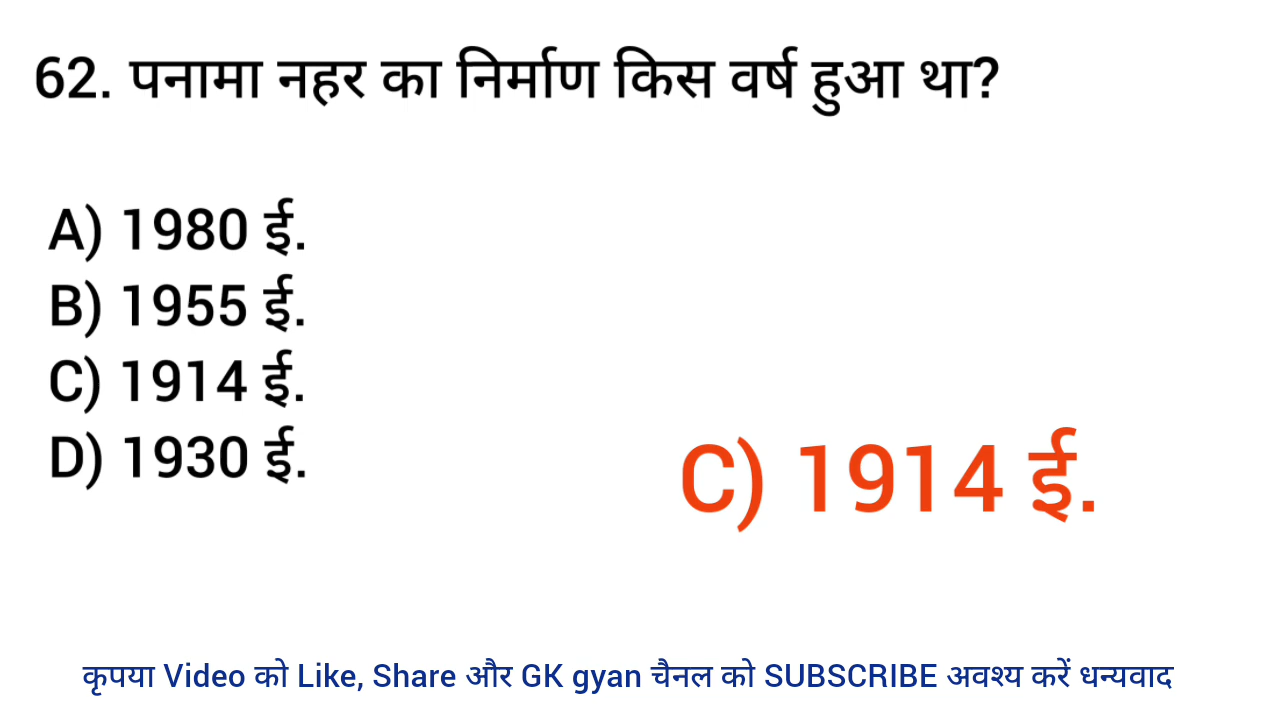 62. पनामा नहर का निर्माण किस वर्ष हुआ था?
A) 1980 ई.
B) 1955 ई.
C) 1914 ई.
D) 1930 ई.
C) 1914 ई.
कृपया Video को Like, Share और GK gyan चैनल को SUBSCRIBE अवश्य करें धन्यवाद